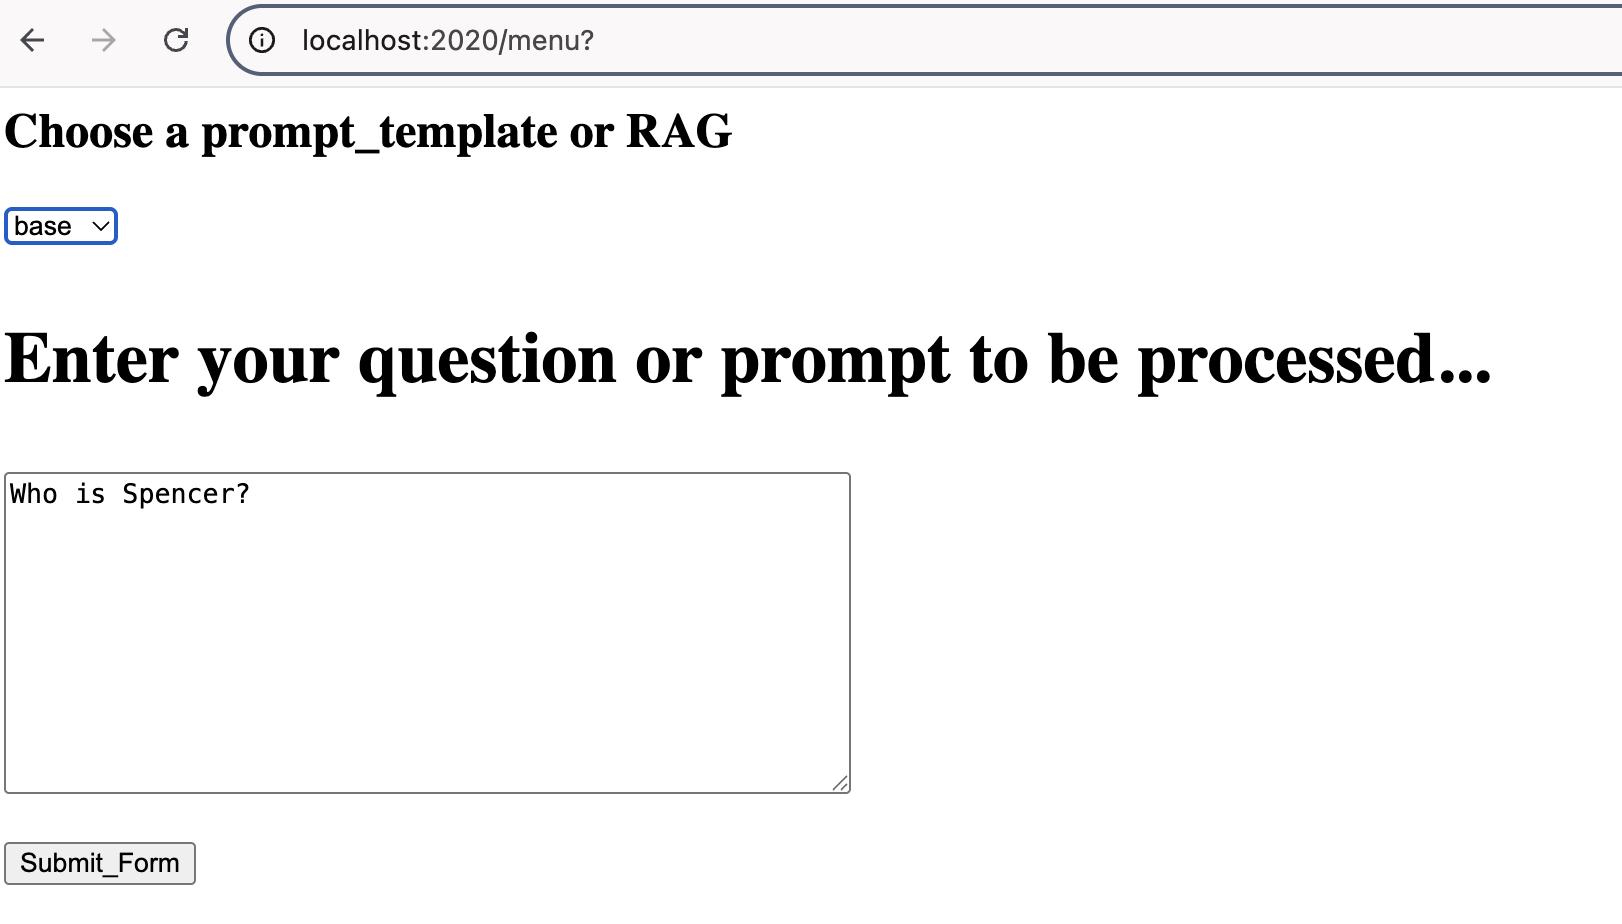 localhost:2020/menu?
Choose a prompt_template or RAG
base
Enter your question or prompt to be processed...
Who is Spencer?
Submit_Form